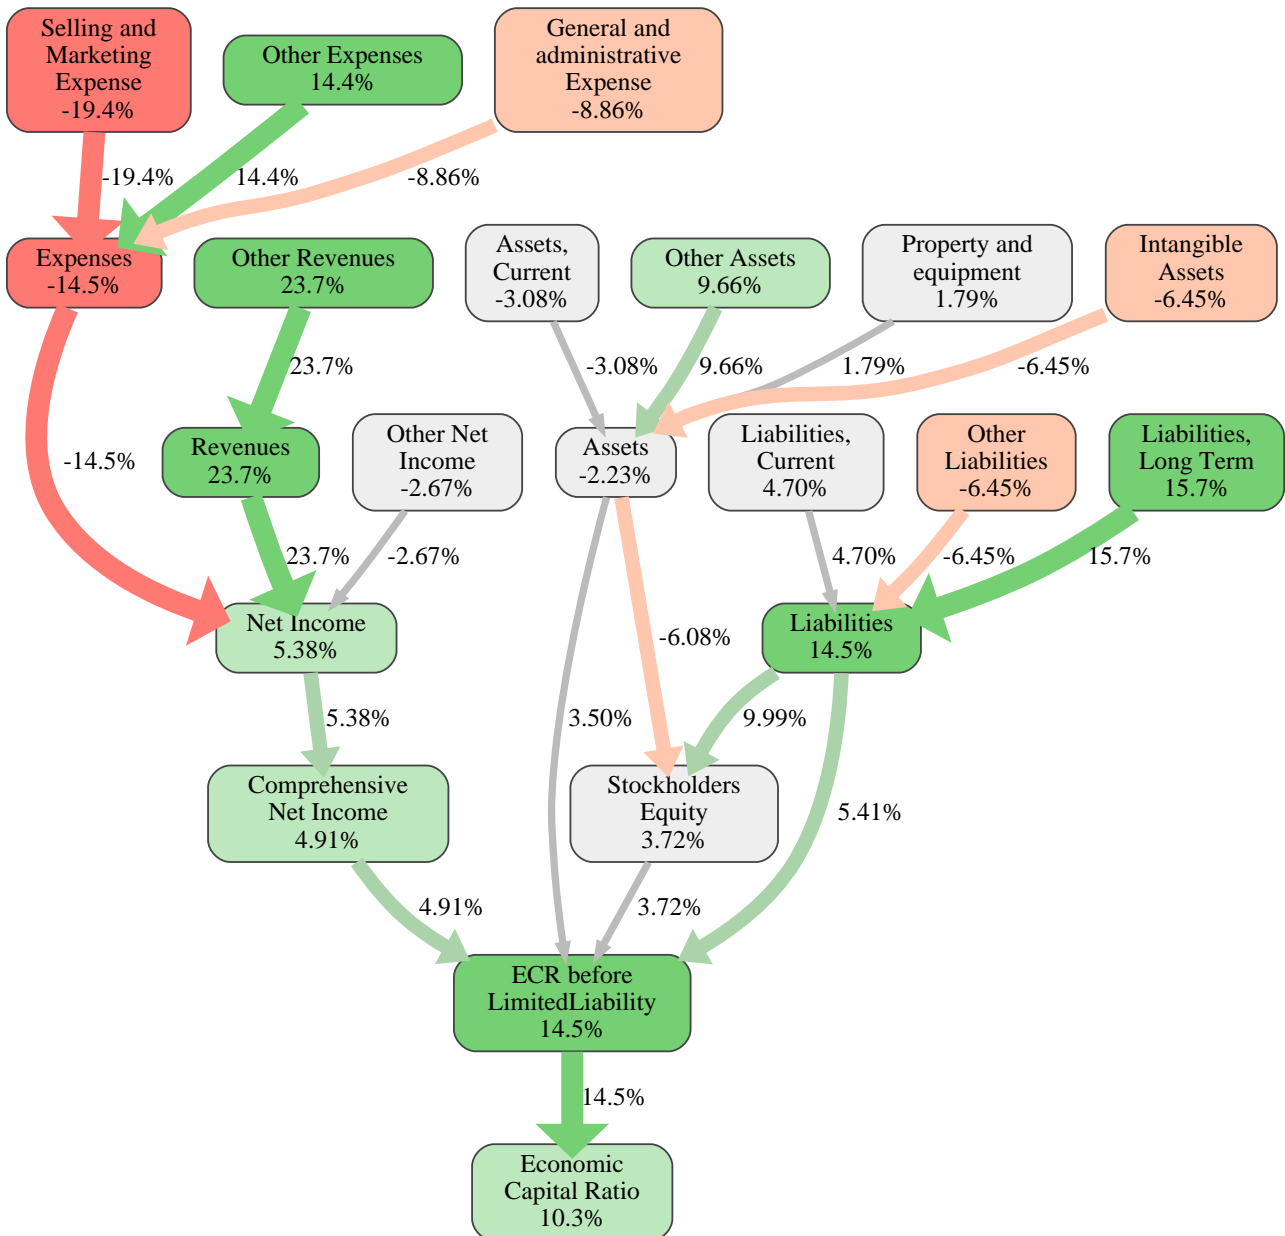 Selling and
Marketing
Expense
-19.4%
Other Expenses
14.4%
General and
administrative
Expense
-8.86%
-19.4%
14.4%
-8.86%
Expenses
-14.5%
Other Revenues
23.7%
Assets,
Current
-3.08%
Other Assets
9.66%
Property and
equipment
1.79%
Intangible
Assets
-6.45%
23.7%
-3.08%
9.66%
1.79%
-6.45%
-14.5%
Revenues
23.7%
Other Net
Income
-2.67%
Assets
-2.23%
Liabilities,
Current
4.70%
Other
Liabilities
-6.45%
Liabilities,
Long Term
15.7%
23.7%
-2.67%
4.70%
-6.45%
15.7%
Net Income
5.38%
-6.08%
Liabilities
14.5%
5.38%
3.50%
9.99%
Comprehensive
Net Income
4.91%
Stockholders
Equity
3.72%
5.41%
4.91%
3.72%
ECR before
LimitedLiability
14.5%
14.5%
Economic
Capital Ratio
10.3%